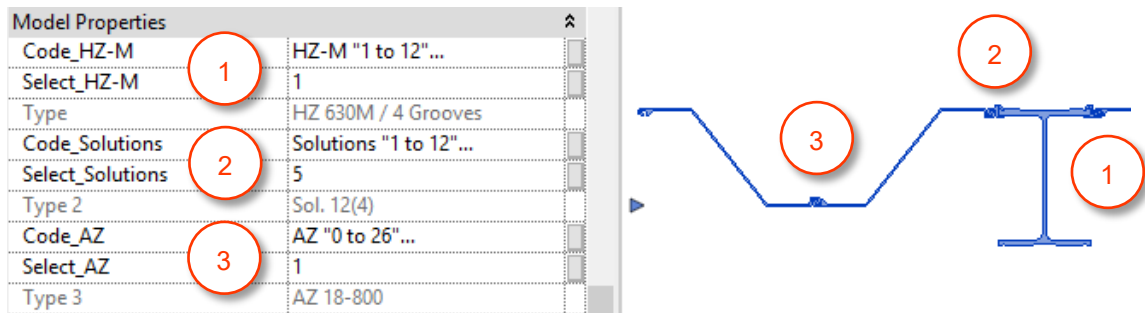 Model Properties
Code_HZ-M HZ-M "1 to 12"...
1
Select_HZ-M 1
Type HZ 630M / 4 Grooves
Code_Solutions Solutions "1 to 12"...
2
Select_Solutions 5
Type 2 Sol. 12(4)
Code_AZ AZ "0 to 26"...
3
Select_AZ 1
Type 3 AZ 18-800
2
3
1